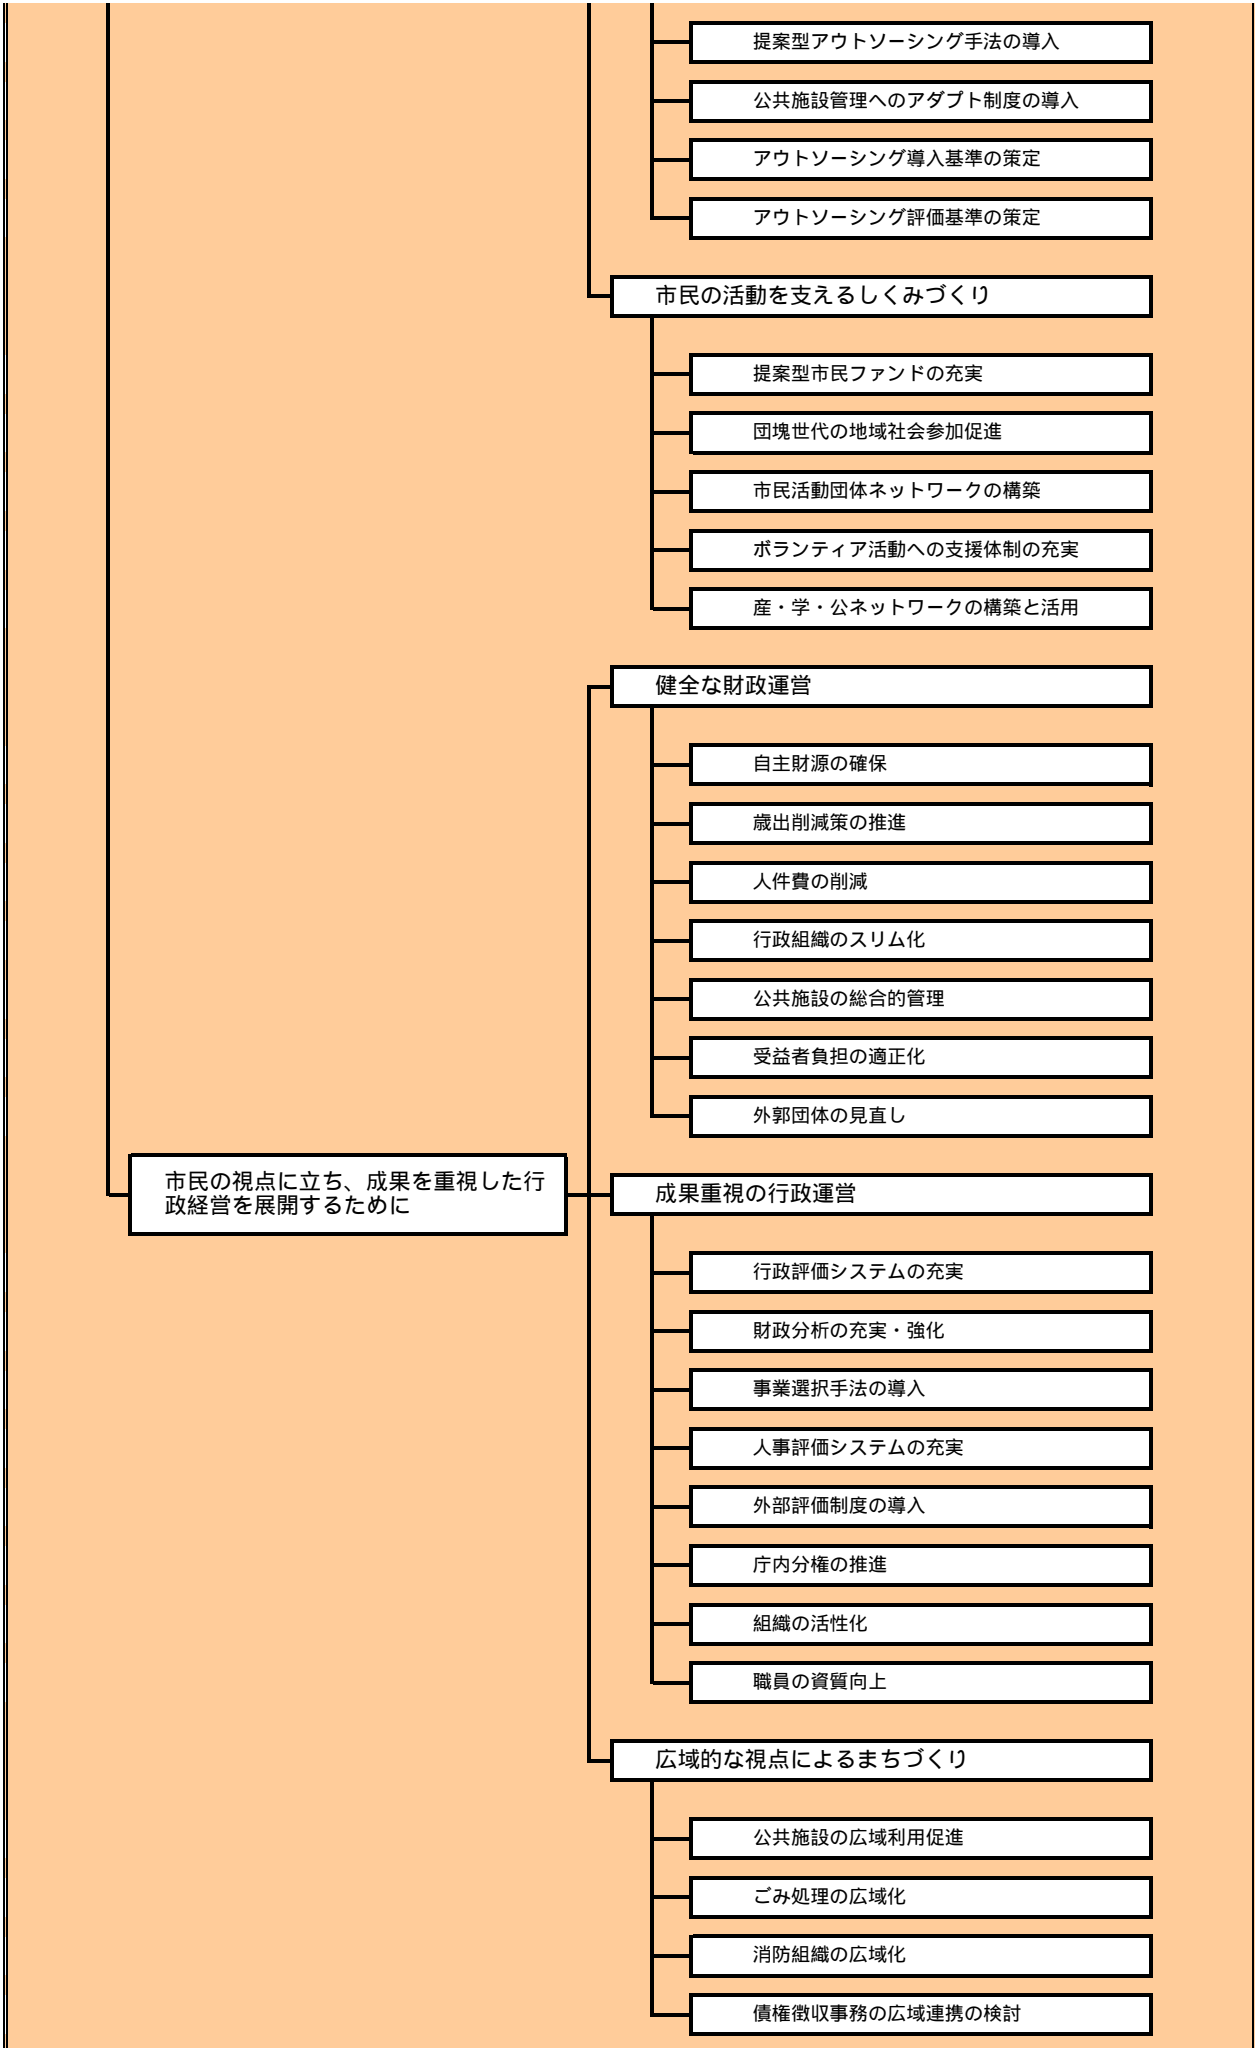 提案型アウトソーシング手法の導入
公共施設管理へのアダプト制度の導入
アウトソーシング導入基準の策定
アウトソーシング評価基準の策定
市民の活動を支えるしくみづくり
提案型市民ファンドの充実
団塊世代の地域社会参加促進
市民活動団体ネットワークの構築
ボランティア活動への支援体制の充実
産・学・公ネットワークの構築と活用
健全な財政運営
自主財源の確保
歳出削減策の推進
人件費の削減
行政組織のスリム化
公共施設の総合的管理
受益者負担の適正化
外郭団体の見直し
市民の視点に立ち、成果を重視した行
政経営を展開するために
成果重視の行政運営
行政評価システムの充実
財政分析の充実・強化
事業選択手法の導入
人事評価システムの充実
外部評価制度の導入
庁内分権の推進
組織の活性化
職員の資質向上
広域的な視点によるまちづくり
公共施設の広域利用促進
ごみ処理の広域化
消防組織の広域化
債権徴収事務の広域連携の検討